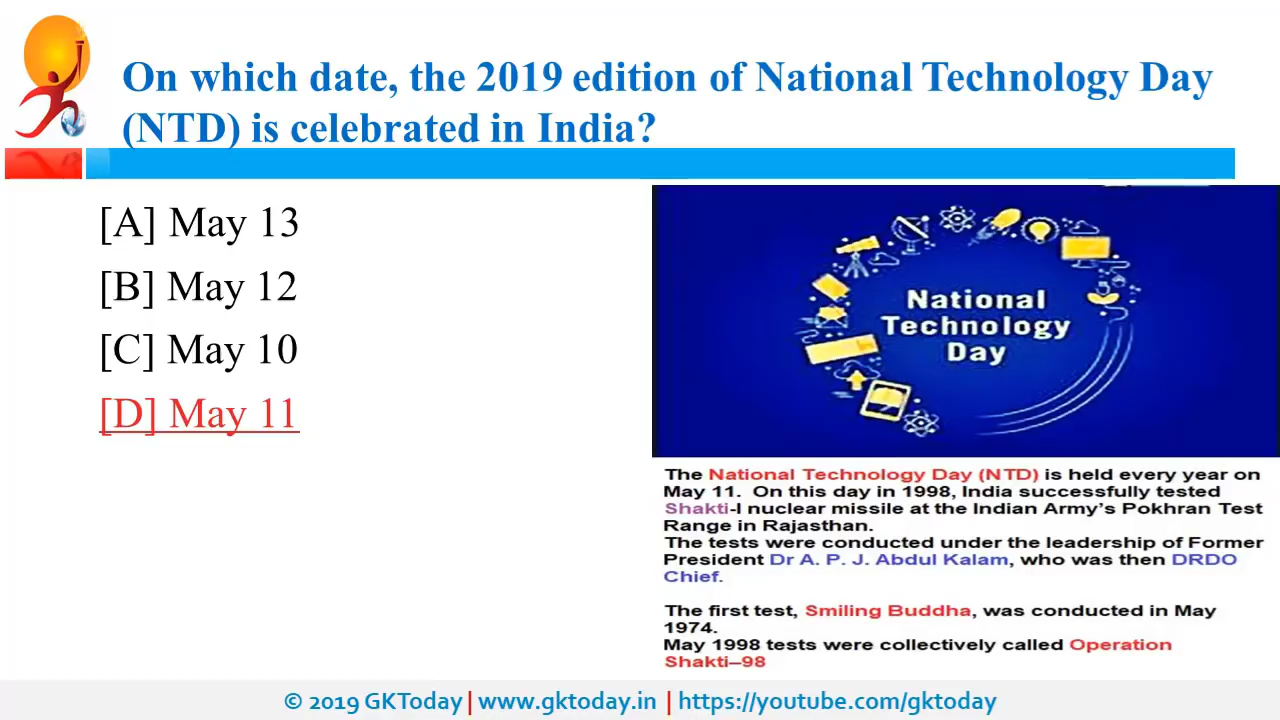 On which date, the 2019 edition of National Technology Day
(NTD) is celebrated in India?
[A] May 13
[B] May 12
[C] May 10
[D] May 11
National
Technology
Day
The National Technology Day (NTD) is held every year on
May 11. On this day in 1998, India successfully tested
Shakti-I nuclear missile at the Indian Army's Pokhran Test
Range in Rajasthan.
The tests were conducted under the leadership of Former
President Dr A. P. J. Abdul Kalam, who was then DRDO
Chief.
The first test, Smiling Buddha, was conducted in May
1974.
May 1998 tests were collectively called Operation
Shakti–98
© 2019 GKToday | www.gktoday.in | https://youtube.com/gktoday